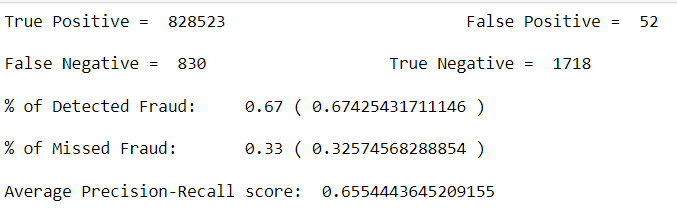 True Positive = 828523 False Positive = 52
False Negative = 830 True Negative = 1718
% of Detected Fraud: 0.67 ( 0.67425431711146 )
% of Missed Fraud: 0.33 ( 0.32574568288854 )
Average Precision-Recall score: 0.6554443645209155